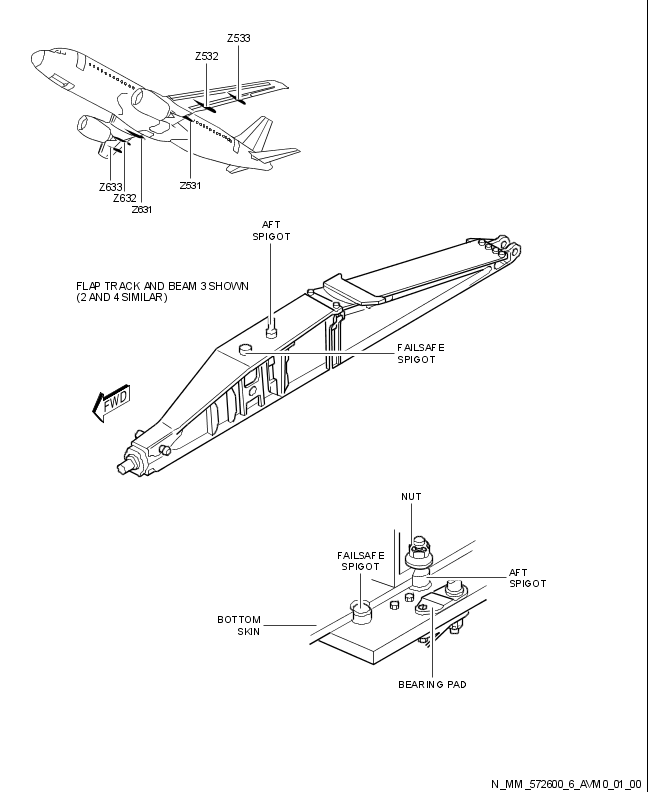 Z533
Z532
Z531
Z633
Z632
Z631
AFT
SPIGOT
FLAP TRACK AND BEAM 3 SHOWN
(2 AND 4 SIMILAR)
FAILSAFE
SPIGOT
FWD
NUT
FAILSAFE
SPIGOT
AFT
SPIGOT
BOTTOM
SKIN
BEARING PAD
N_MM_572600_6_AVM0_01_00